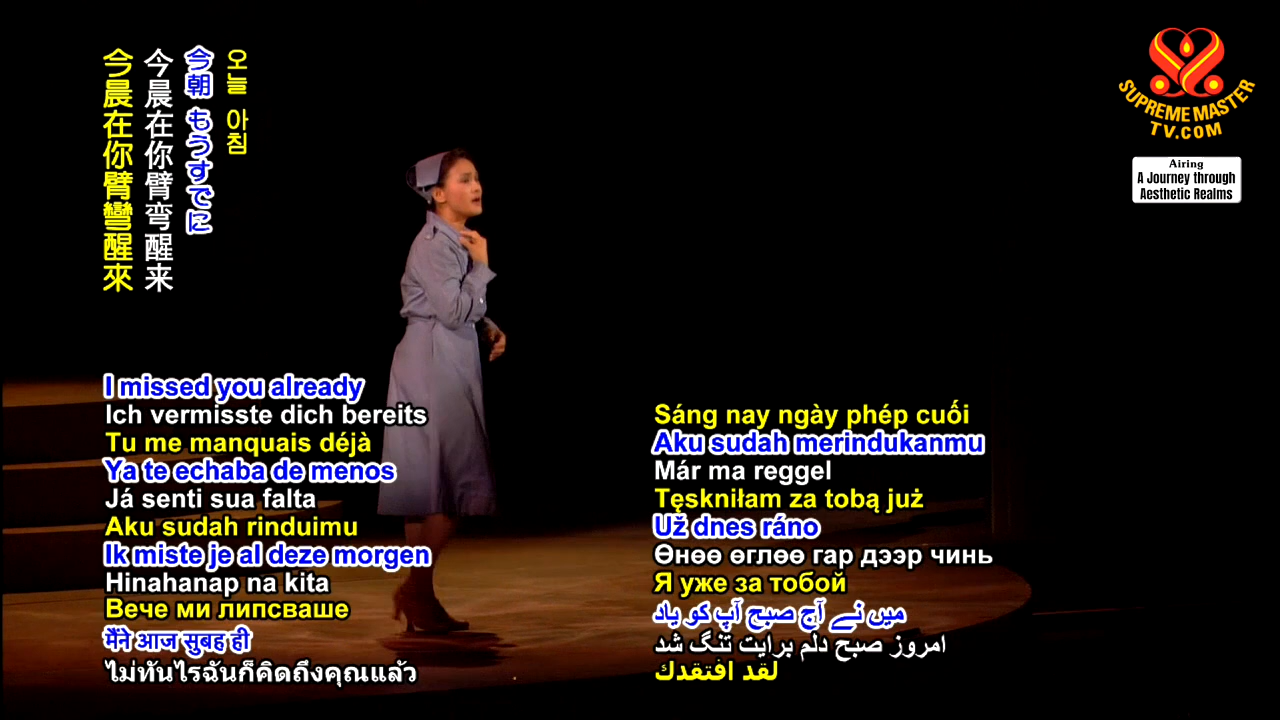 오늘 아침
今朝 もうすでに
今晨在你臂弯醒来
今晨在你臂彎醒來
SUPREME MASTER
TV.COM
Airing
A Journey through
Aesthetic Realms
I missed you already
Ich vermisste dich bereits
Tu me manquais déjà
Ya te echaba de menos
Já senti sua falta
Aku sudah rinduimu
Ik miste je al deze morgen
Hinahanap na kita
Вече ми липсваше
मैंने आज सुबह ही
ไม่ทันไรฉันก็คิดถึงคุณแล้ว
Sáng nay ngày phép cuối
Aku sudah merindukanmu
Már ma reggel
Tęskniłam za tobą już
Už dnes ráno
Өнөө өглөө гар дээр чинь
Я уже за тобой
میں نے آج صبح آپ کو یاد
امروز صبح دلم برایت تنگ شد
لقد افتقدك